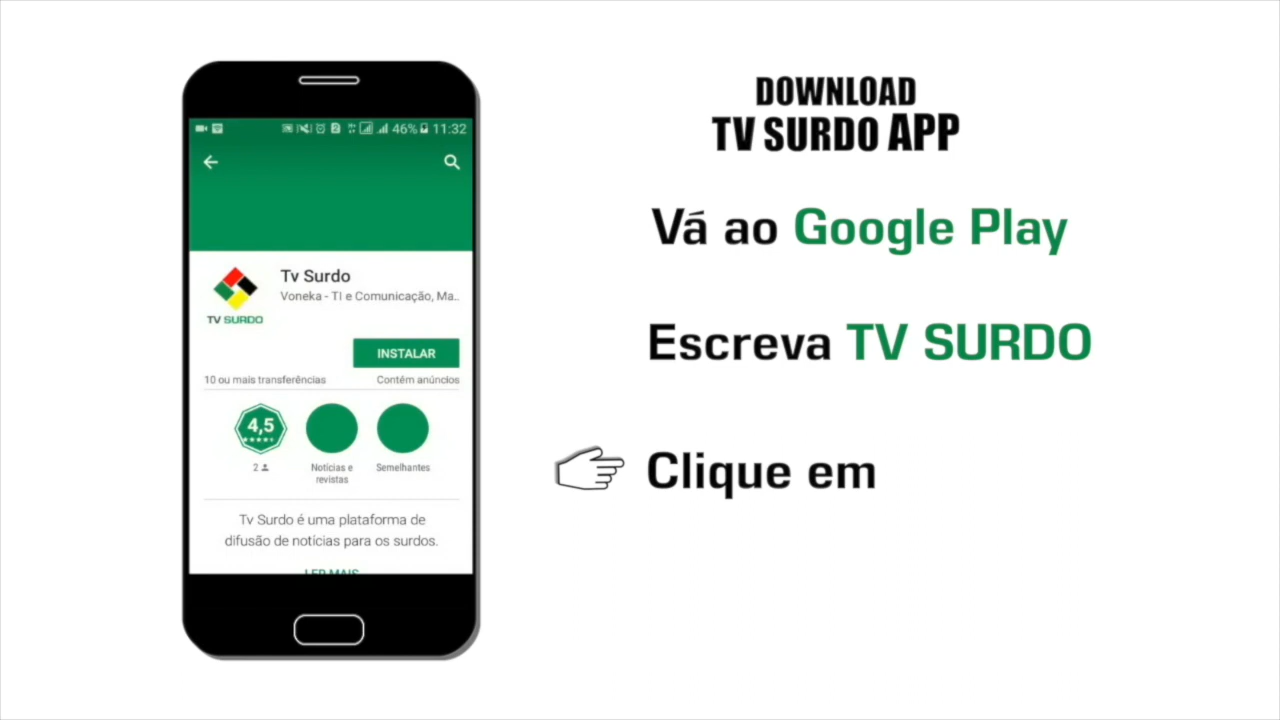 46% 11:32
Tv Surdo
Voneka - TI e Comunicação, Ma..
TV SURDO
INSTALAR
10 ou mais transferências
Contém anúncios
4,5
2
Notícias e
revistas
Semelhantes
Tv Surdo é uma plataforma de
difusão de notícias para os surdos.
LER MAIS
DOWNLOAD
TV SURDO APP
Vá ao Google Play
Escreva TV SURDO
Clique em